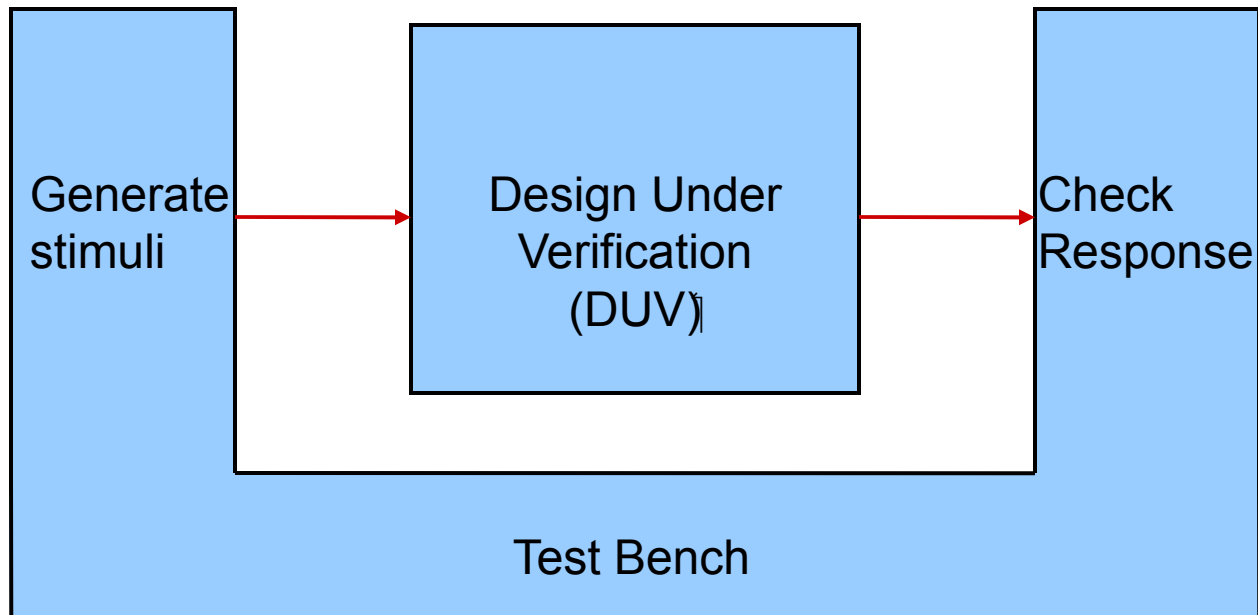 Generate
stimuli
Design Under
Verification
(DUV)
Check
Response
Test Bench